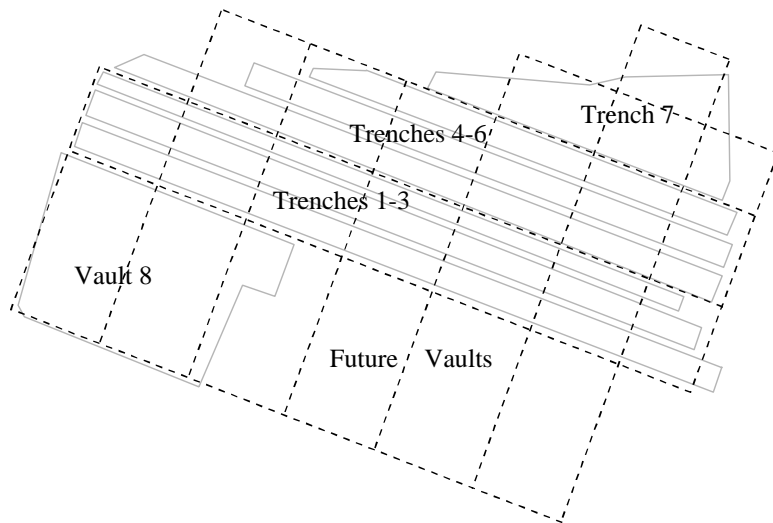 Trench 7
Trenches 4-6
Trenches 1-3
Vault 8
Future Vaults